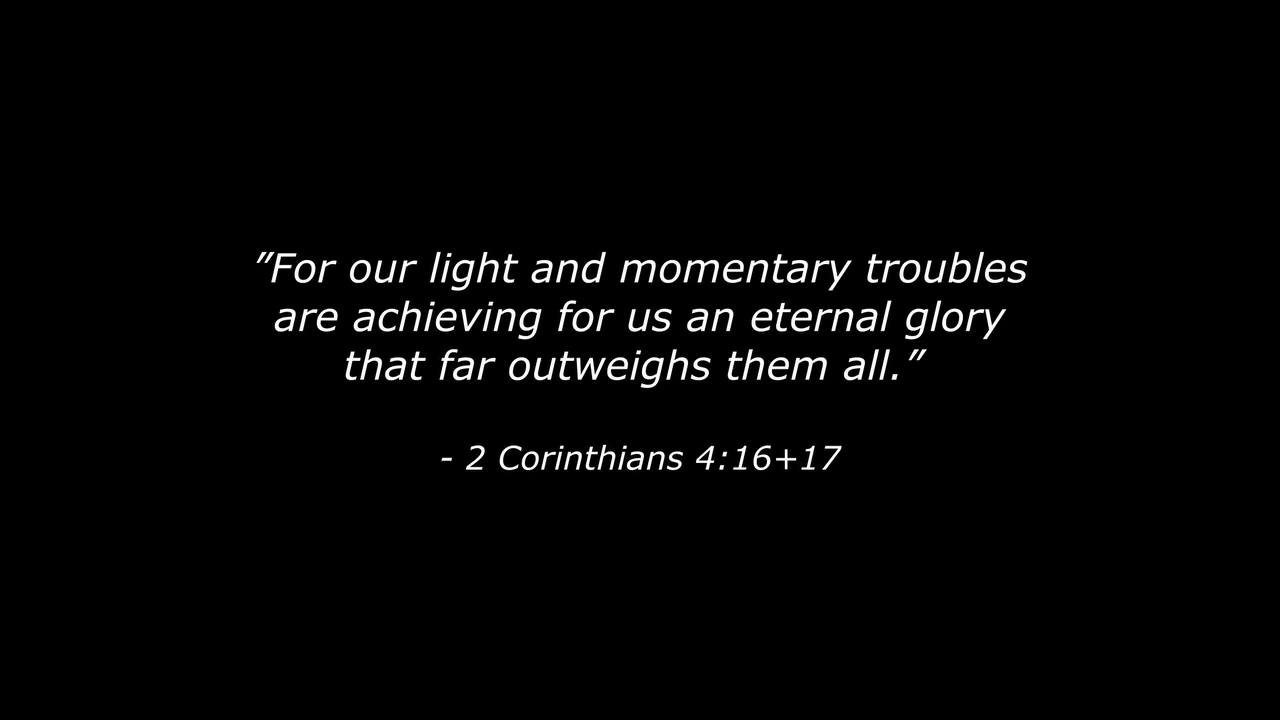 ”For our light and momentary troubles
are achieving for us an eternal glory
that far outweighs them all.”
- 2 Corinthians 4:16+17